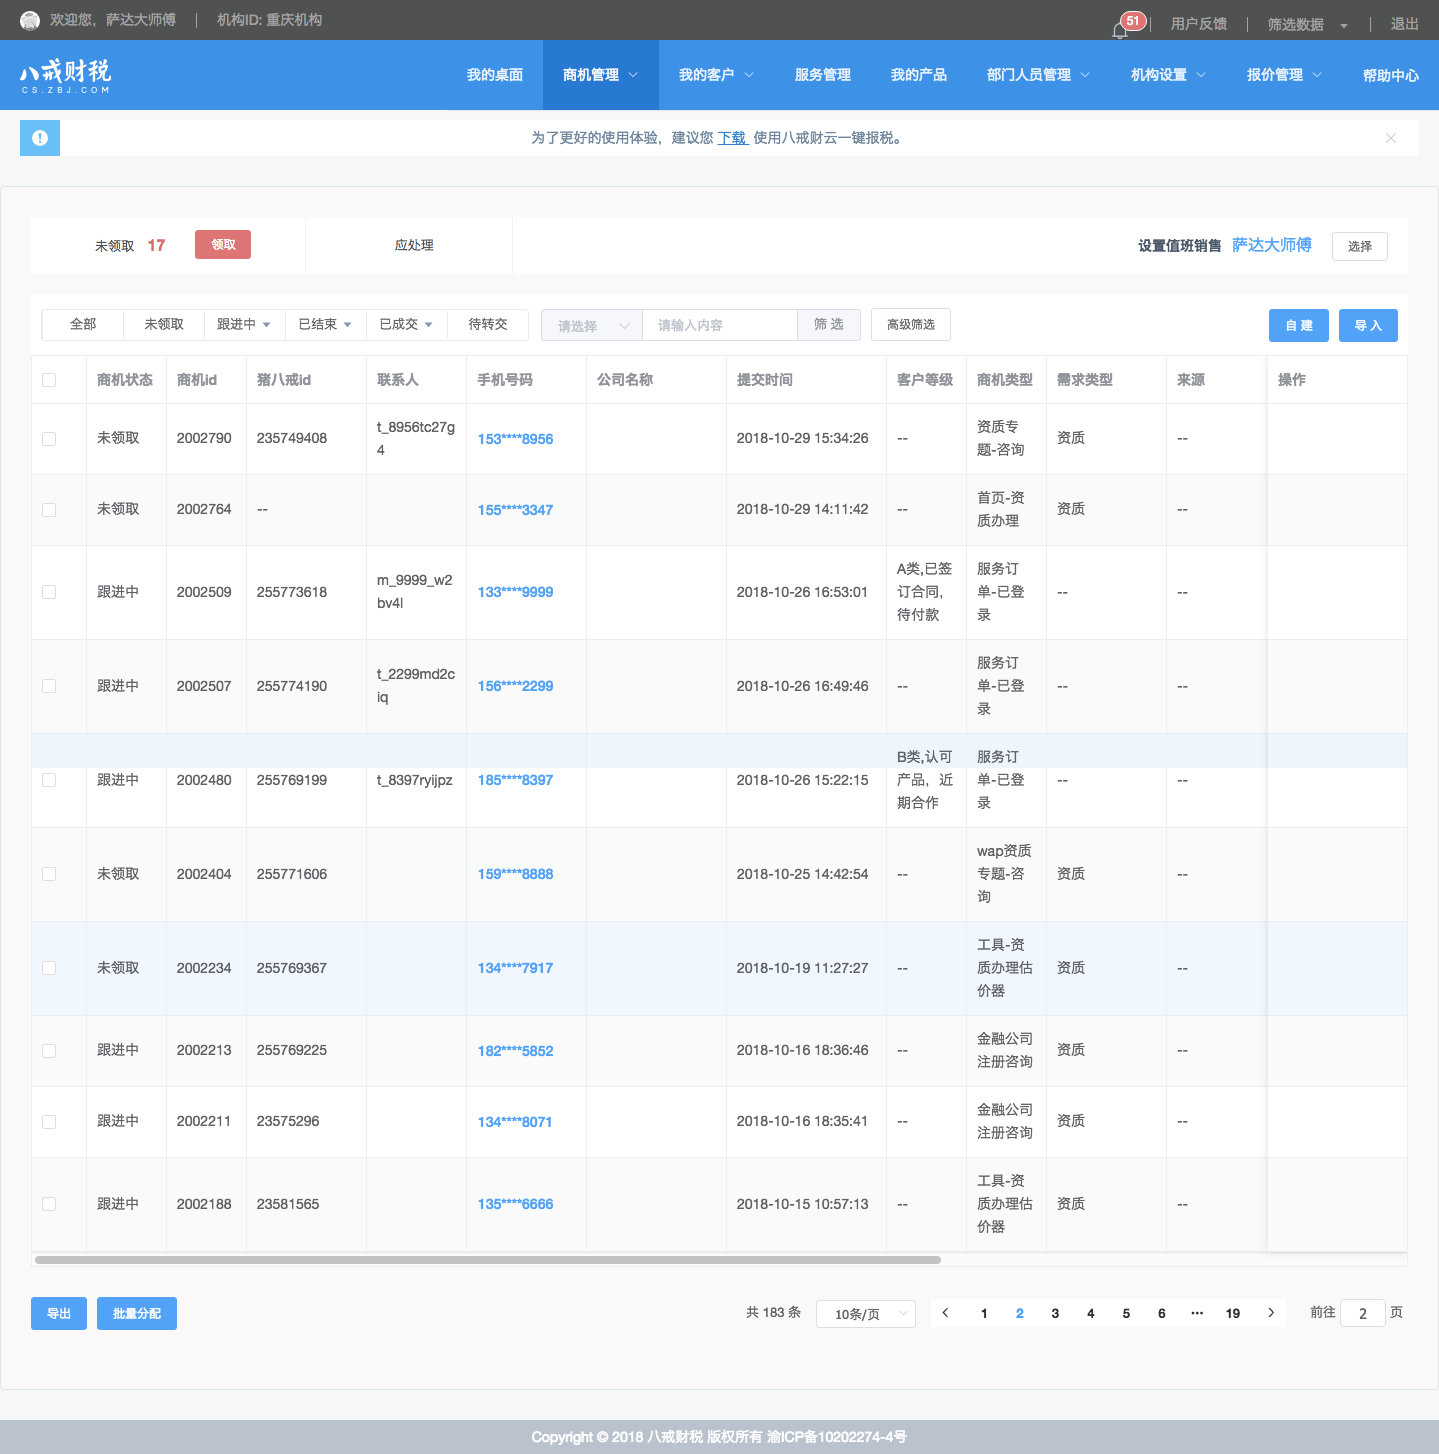 欢迎您，萨达大师傅 机构ID: 重庆机构 51 用户反馈 筛选数据 退出
八戒财税 我的桌面 商机管理 我的客户 服务管理 我的产品 部门人员管理 机构设置 报价管理 帮助中心
CS.ZBJ.COM
为了更好的使用体验，建议您 下载 使用八戒财云一键报税。
未领取 17 领取 应处理 设置值班销售 萨达大师傅 选择
全部 未领取 跟进中 已结束 已成交 待转交 请选择 请输入内容 筛 选 高级筛选 自 建 导 入
商机状态 商机id 猪八戒id 联系人 手机号码 公司名称 提交时间 客户等级 商机类型 需求类型 来源 操作
未领取 2002790 235749408 t_8956tc27g4 153****8956 2018-10-29 15:34:26 -- 资质专题-咨询 资质 --
未领取 2002764 -- 155****3347 2018-10-29 14:11:42 -- 首页-资质办理 资质 --
跟进中 2002509 255773618 m_9999_w2bv4l 133****9999 2018-10-26 16:53:01 A类,已签订合同，待付款 服务订单-已登录 -- --
跟进中 2002507 255774190 t_2299md2ciq 156****2299 2018-10-26 16:49:46 -- 服务订单-已登录 -- --
跟进中 2002480 255769199 t_8397ryijpz 185****8397 2018-10-26 15:22:15 B类,认可产品，近期合作 服务订单-已登录 -- --
未领取 2002404 255771606 159****8888 2018-10-25 14:42:54 -- wap资质专题-咨询 资质 --
未领取 2002234 255769367 134****7917 2018-10-19 11:27:27 -- 工具-资质办理估价器 资质 --
跟进中 2002213 255769225 182****5852 2018-10-16 18:36:46 -- 金融公司注册咨询 资质 --
跟进中 2002211 23575296 134****8071 2018-10-16 18:35:41 -- 金融公司注册咨询 资质 --
跟进中 2002188 23581565 135****6666 2018-10-15 10:57:13 -- 工具-资质办理估价器 资质 --
导出 批量分配 共 183 条 10条/页 1 2 3 4 5 6 ··· 19 前往 2 页
Copyright © 2018 八戒财税 版权所有 渝ICP备10202274-4号